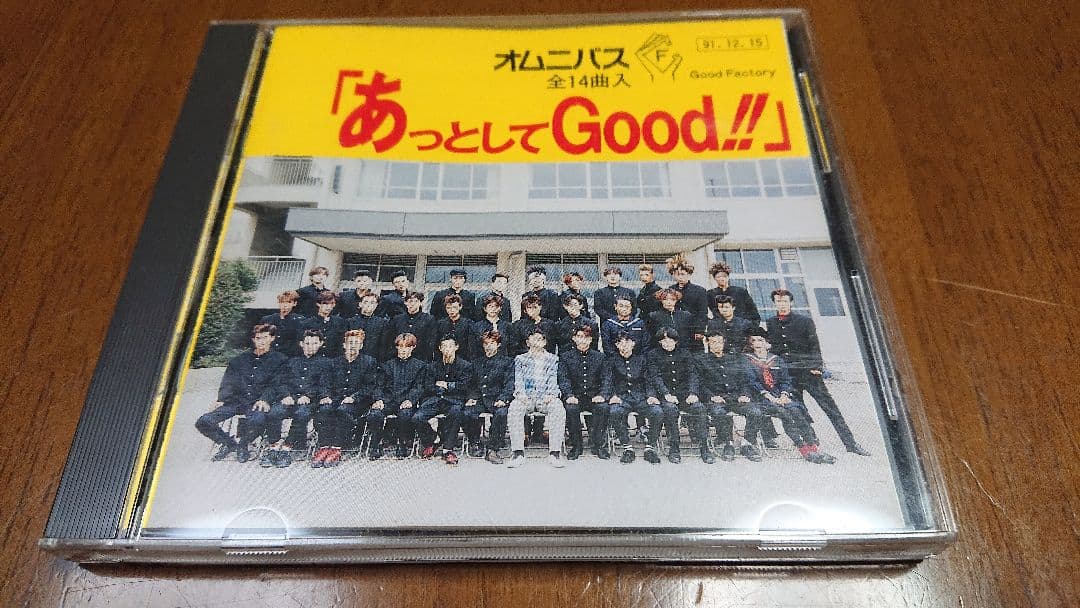 オムニバス
全14曲入
F
91.12.15
Good Factory
「あっとしてGood!!」